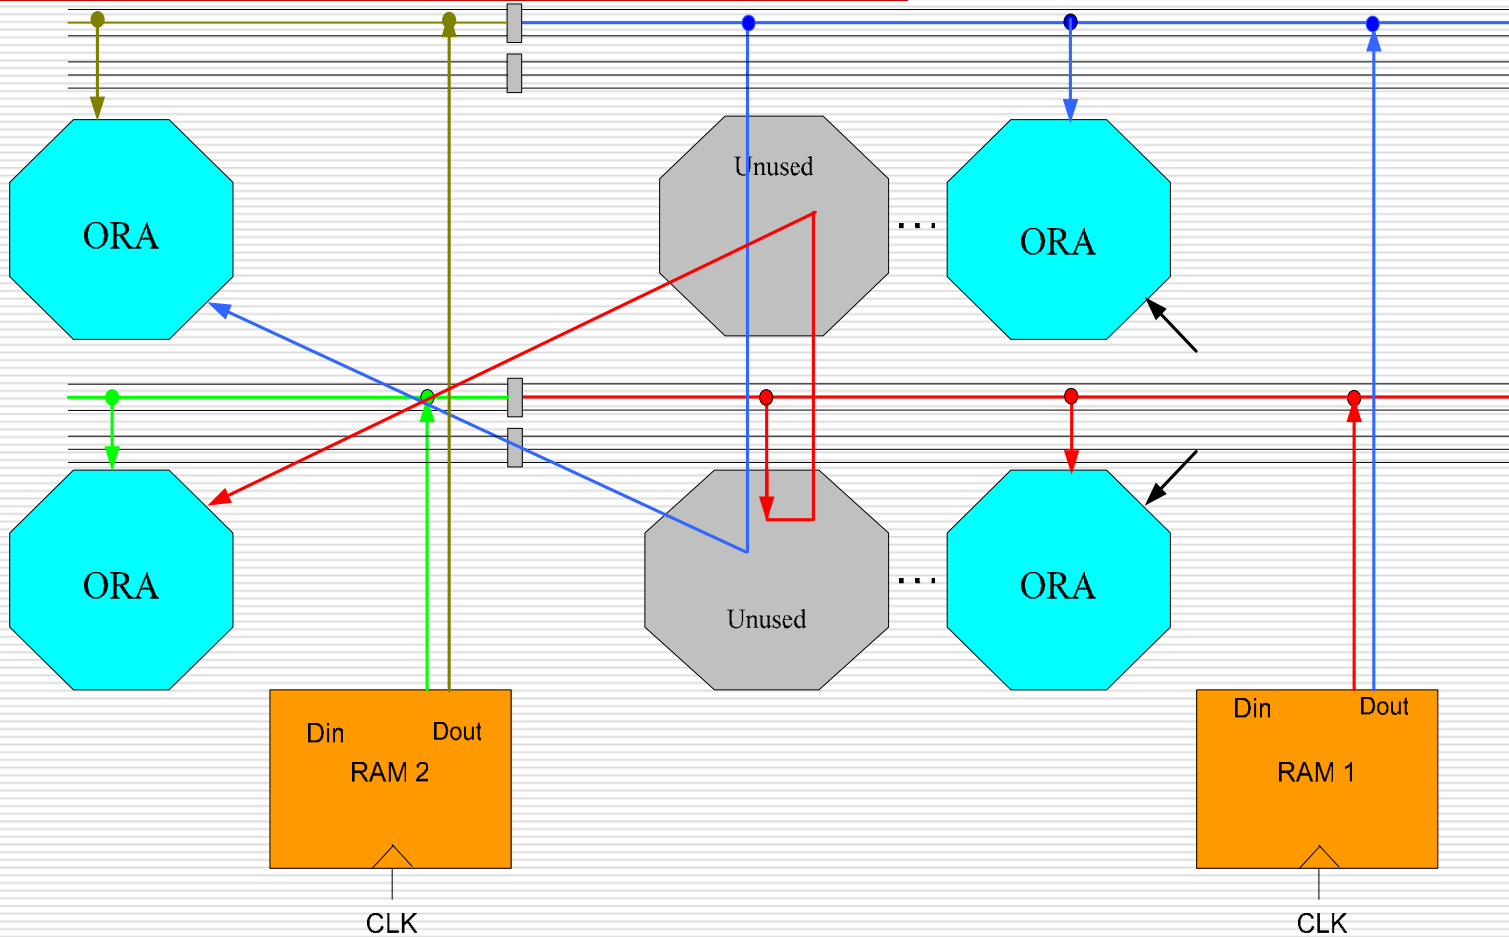 Unused
ORA
ORA
...
ORA
ORA
...
Unused
Din
Dout
RAM 2
Din
Dout
RAM 1
CLK
CLK